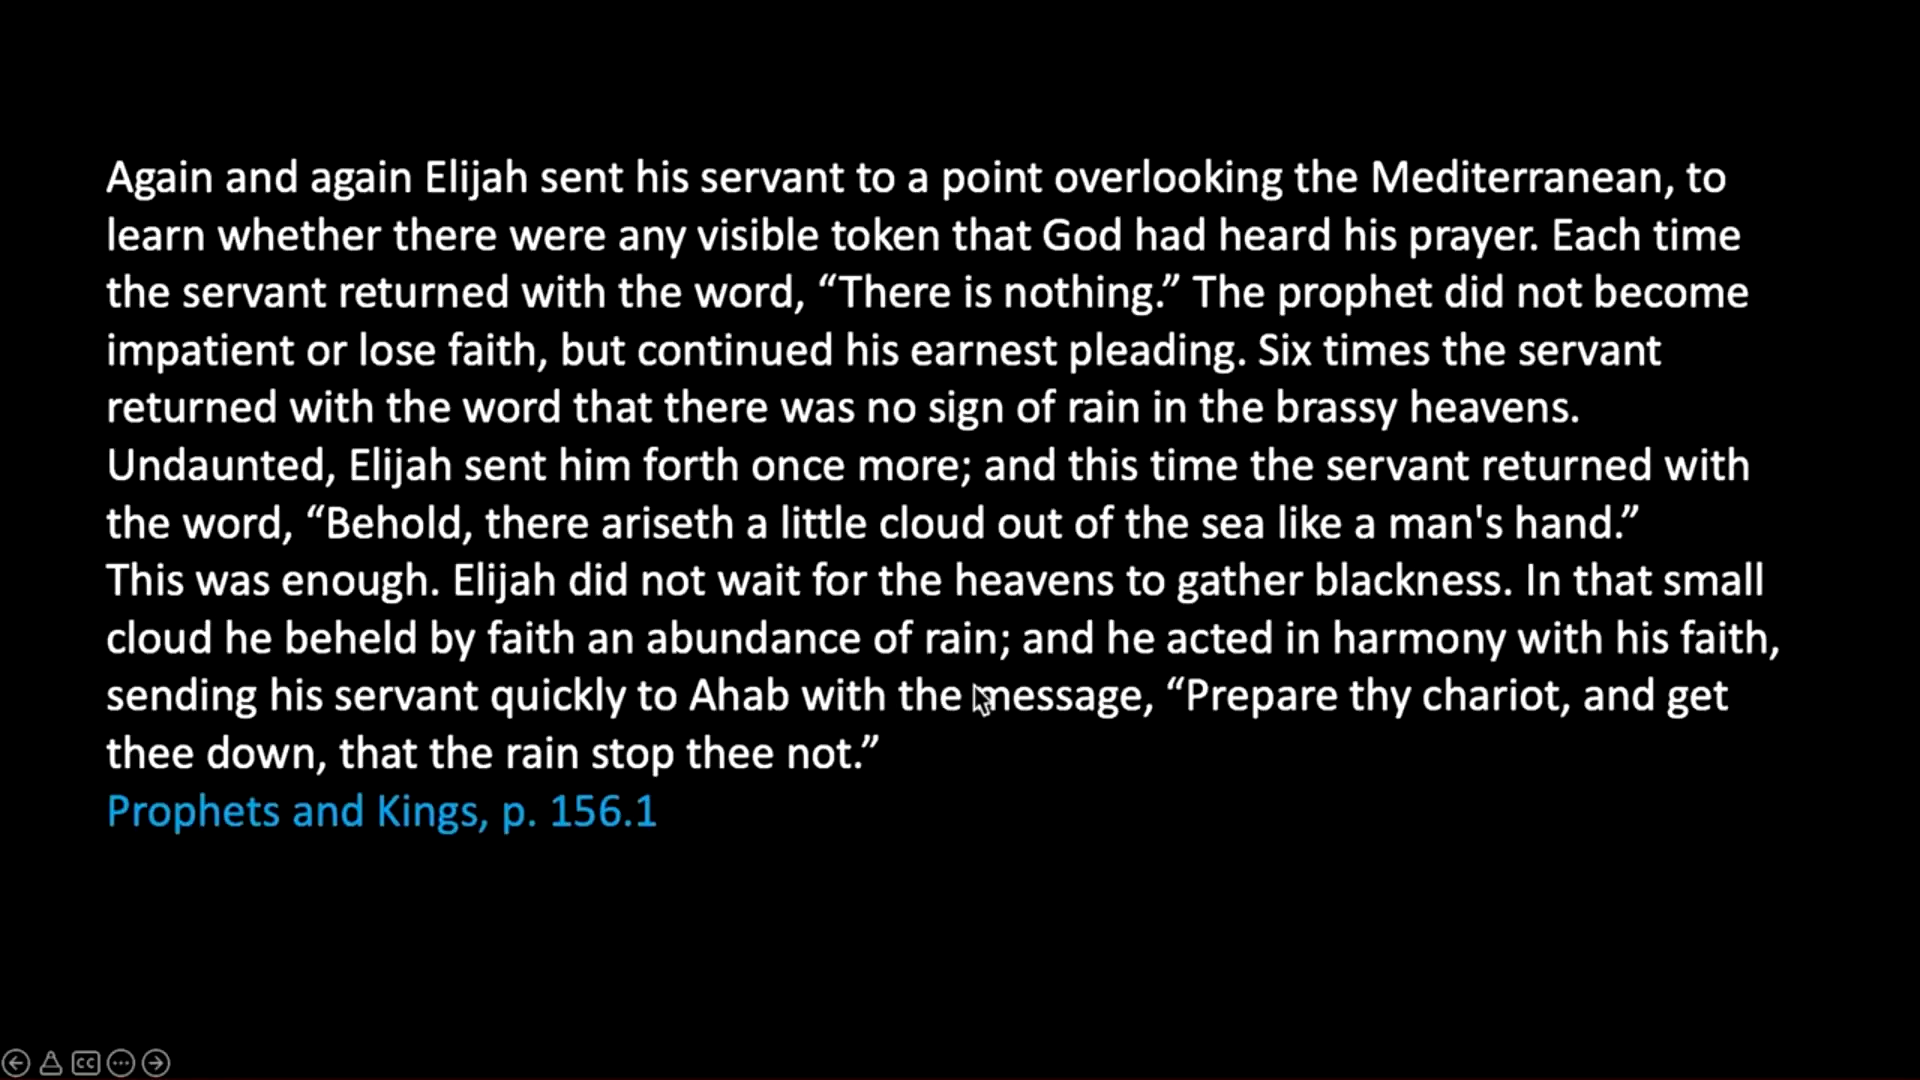 Again and again Elijah sent his servant to a point overlooking the Mediterranean, to
learn whether there were any visible token that God had heard his prayer. Each time
the servant returned with the word, “There is nothing.” The prophet did not become
impatient or lose faith, but continued his earnest pleading. Six times the servant
returned with the word that there was no sign of rain in the brassy heavens.
Undaunted, Elijah sent him forth once more; and this time the servant returned with
the word, “Behold, there ariseth a little cloud out of the sea like a man's hand.”
This was enough. Elijah did not wait for the heavens to gather blackness. In that small
cloud he beheld by faith an abundance of rain; and he acted in harmony with his faith,
sending his servant quickly to Ahab with the message, “Prepare thy chariot, and get
thee down, that the rain stop thee not.”
Prophets and Kings, p. 156.1
CC